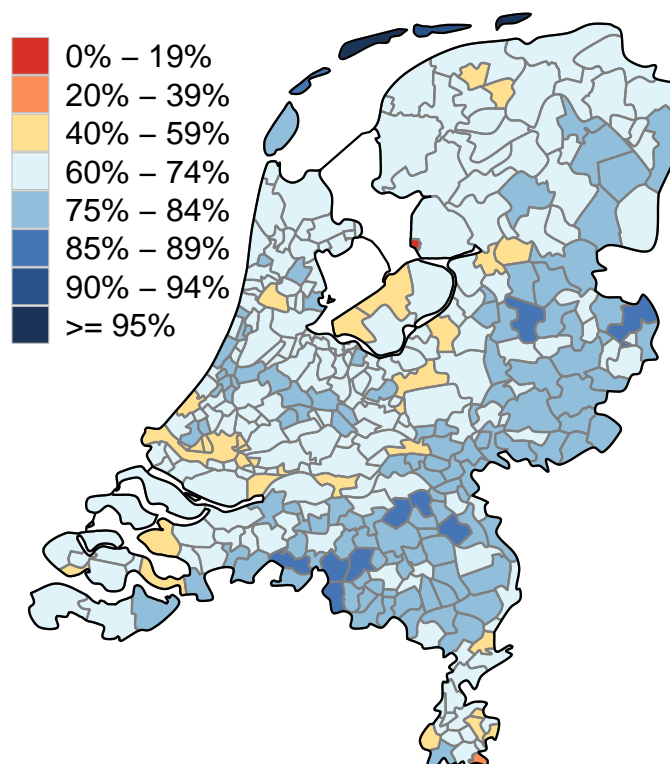 0% – 19%
20% – 39%
40% – 59%
60% – 74%
75% – 84%
85% – 89%
90% – 94%
>= 95%